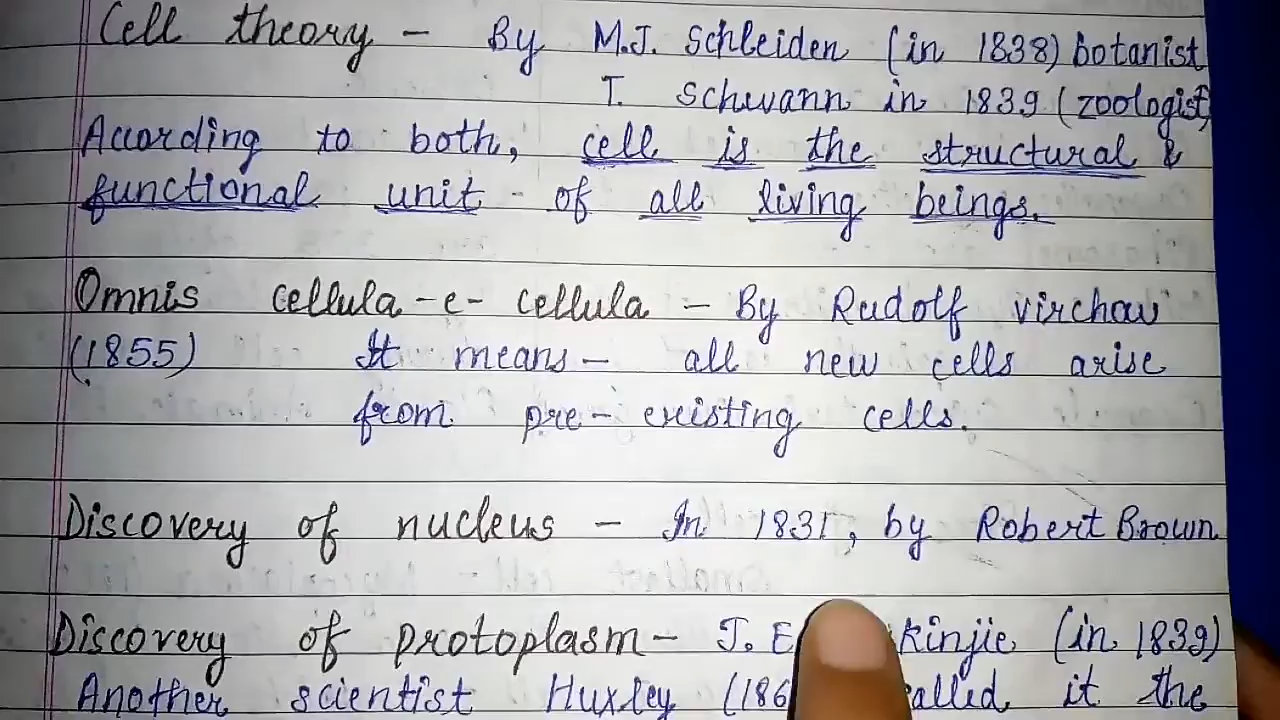 Cell theory - By M.J. Schleiden (in 1838) botanist
T. Schwann in 1839 (zoologist)
According to both, cell is the structural &
functional unit of all living beings.
Omnis cellula-e-cellula - By Rudolf virchow
(1855) It means- all new cells arise
from pre-existing cells.
Discovery of nucleus - In 1831, by Robert Brown
Discovery of protoplasm- J. E kinjie (in 1839)
Another scientist Huxley (186 alled it the